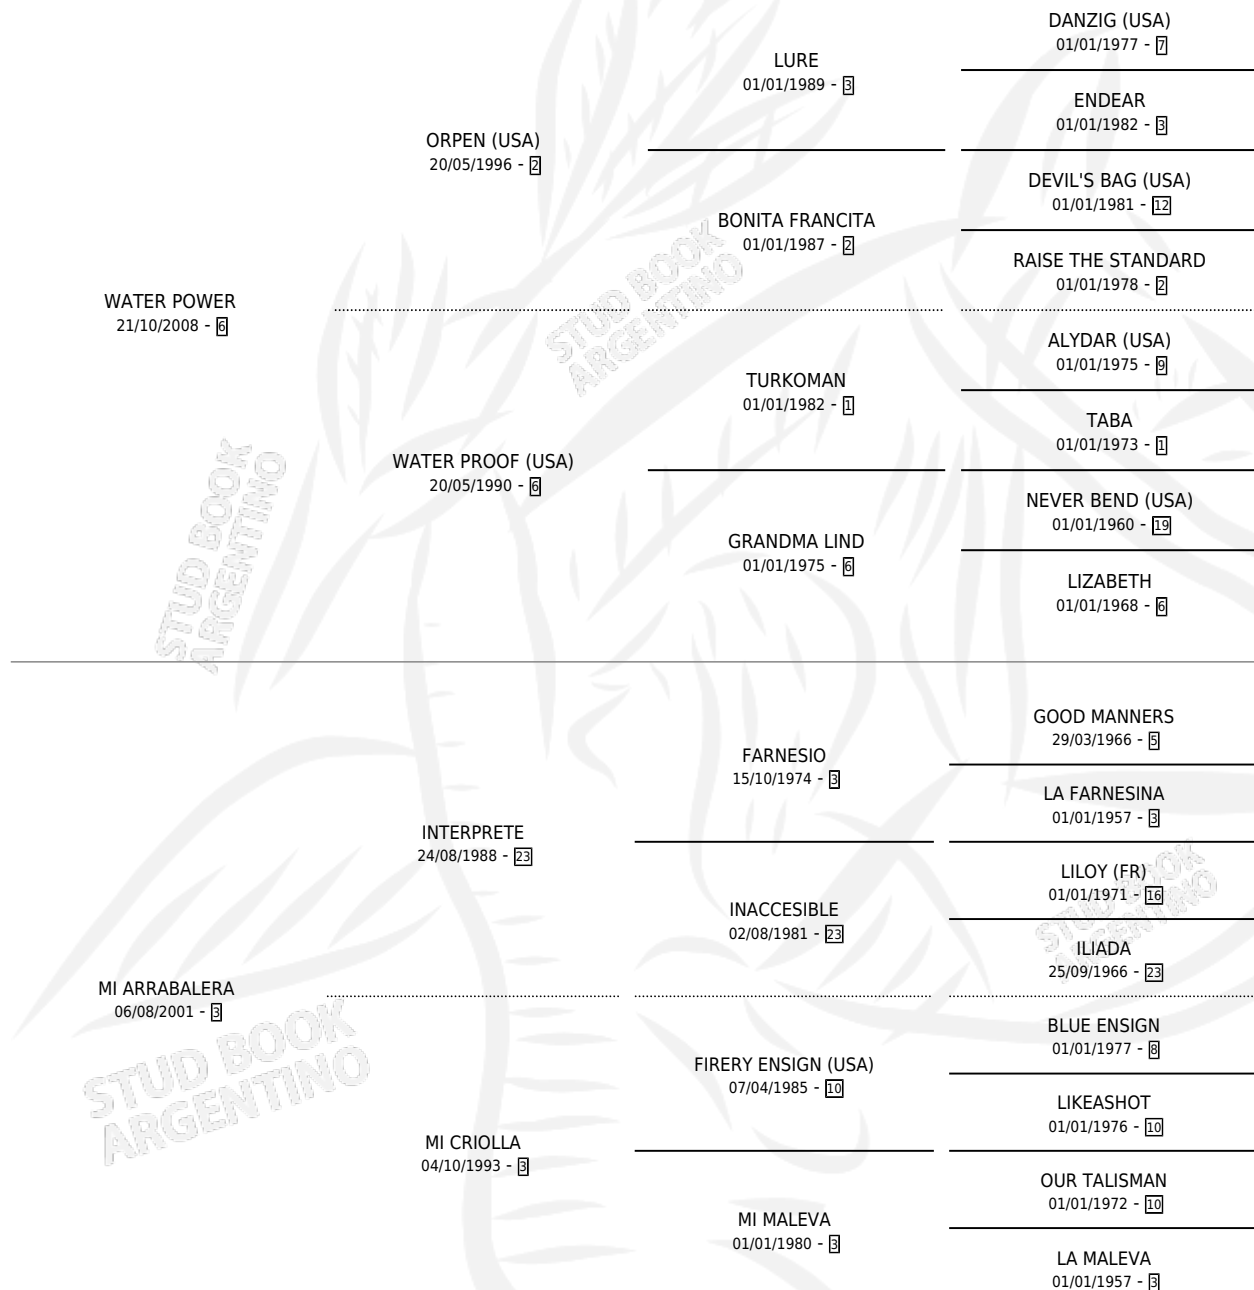 DANZIG (USA)
01/01/1977 - 7
LURE
01/01/1989 - 3
ENDEAR
01/01/1982 - 3
ORPEN (USA)
20/05/1996 - 2
DEVIL'S BAG (USA)
01/01/1981 - 12
BONITA FRANCITA
01/01/1987 - 2
RAISE THE STANDARD
01/01/1978 - 2
WATER POWER
21/10/2008 - 6
ALYDAR (USA)
01/01/1975 - 9
TURKOMAN
01/01/1982 - 1
TABA
01/01/1973 - 1
WATER PROOF (USA)
20/05/1990 - 6
NEVER BEND (USA)
01/01/1960 - 19
GRANDMA LIND
01/01/1975 - 6
LIZABETH
01/01/1968 - 6
GOOD MANNERS
29/03/1966 - 5
FARNESIO
15/10/1974 - 3
LA FARNESINA
01/01/1957 - 3
INTERPRETE
24/08/1988 - 23
LILOY (FR)
01/01/1971 - 16
INACCESIBLE
02/08/1981 - 23
ILIADA
25/09/1966 - 23
MI ARRABALERA
06/08/2001 - 3
BLUE ENSIGN
01/01/1977 - 8
FIRERY ENSIGN (USA)
07/04/1985 - 10
LIKEASHOT
01/01/1976 - 10
MI CRIOLLA
04/10/1993 - 3
OUR TALISMAN
01/01/1972 - 10
MI MALEVA
01/01/1980 - 3
LA MALEVA
01/01/1957 - 3
STUD BOOK
ARGENTINO
STUD BOOK
ARGENTINO
STUD BOOK
ARGENTINO
STUD BOOK
ARGENTINO